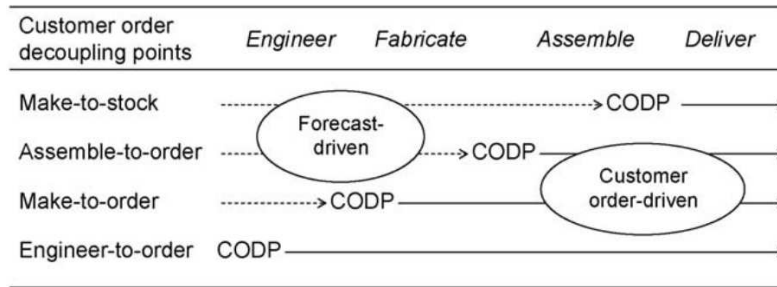 Customer order
decoupling points
Engineer Fabricate Assemble Deliver
Make-to-stock CODP
Forecast-
driven
Assemble-to-order CODP
Customer
order-driven
Make-to-order CODP
Engineer-to-order CODP